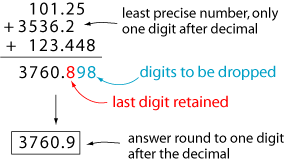 101.25
+3536.2
+ 123.448
least precise number, only
one digit after decimal
3760.898
digits to be dropped
last digit retained
3760.9
answer round to one digit
after the decimal